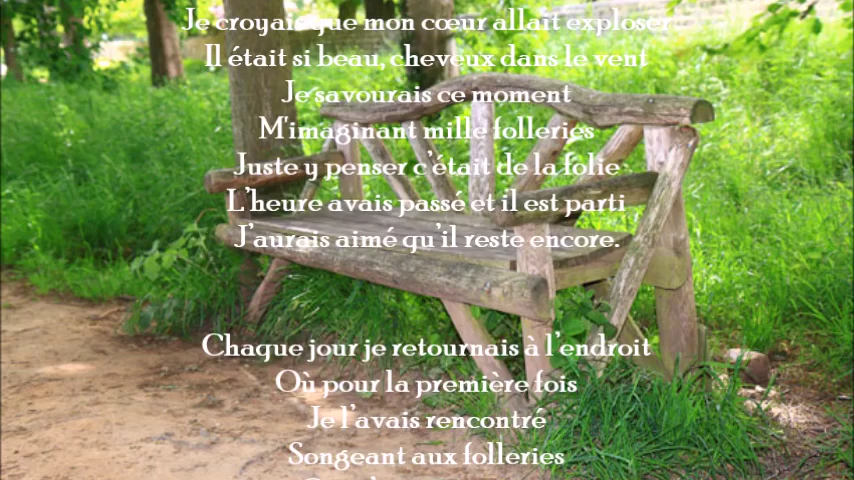 Je croyais que mon cœur allait exploser
Il était si beau, cheveux dans le vent
Je savourais ce moment
M'imaginant mille folleries
Juste y penser c'était de la folie
L'heure avais passé et il est parti
J'aurais aimé qu'il reste encore.
Chaque jour je retournais à l'endroit
Où pour la première fois
Je l'avais rencontré
Songeant aux folleries